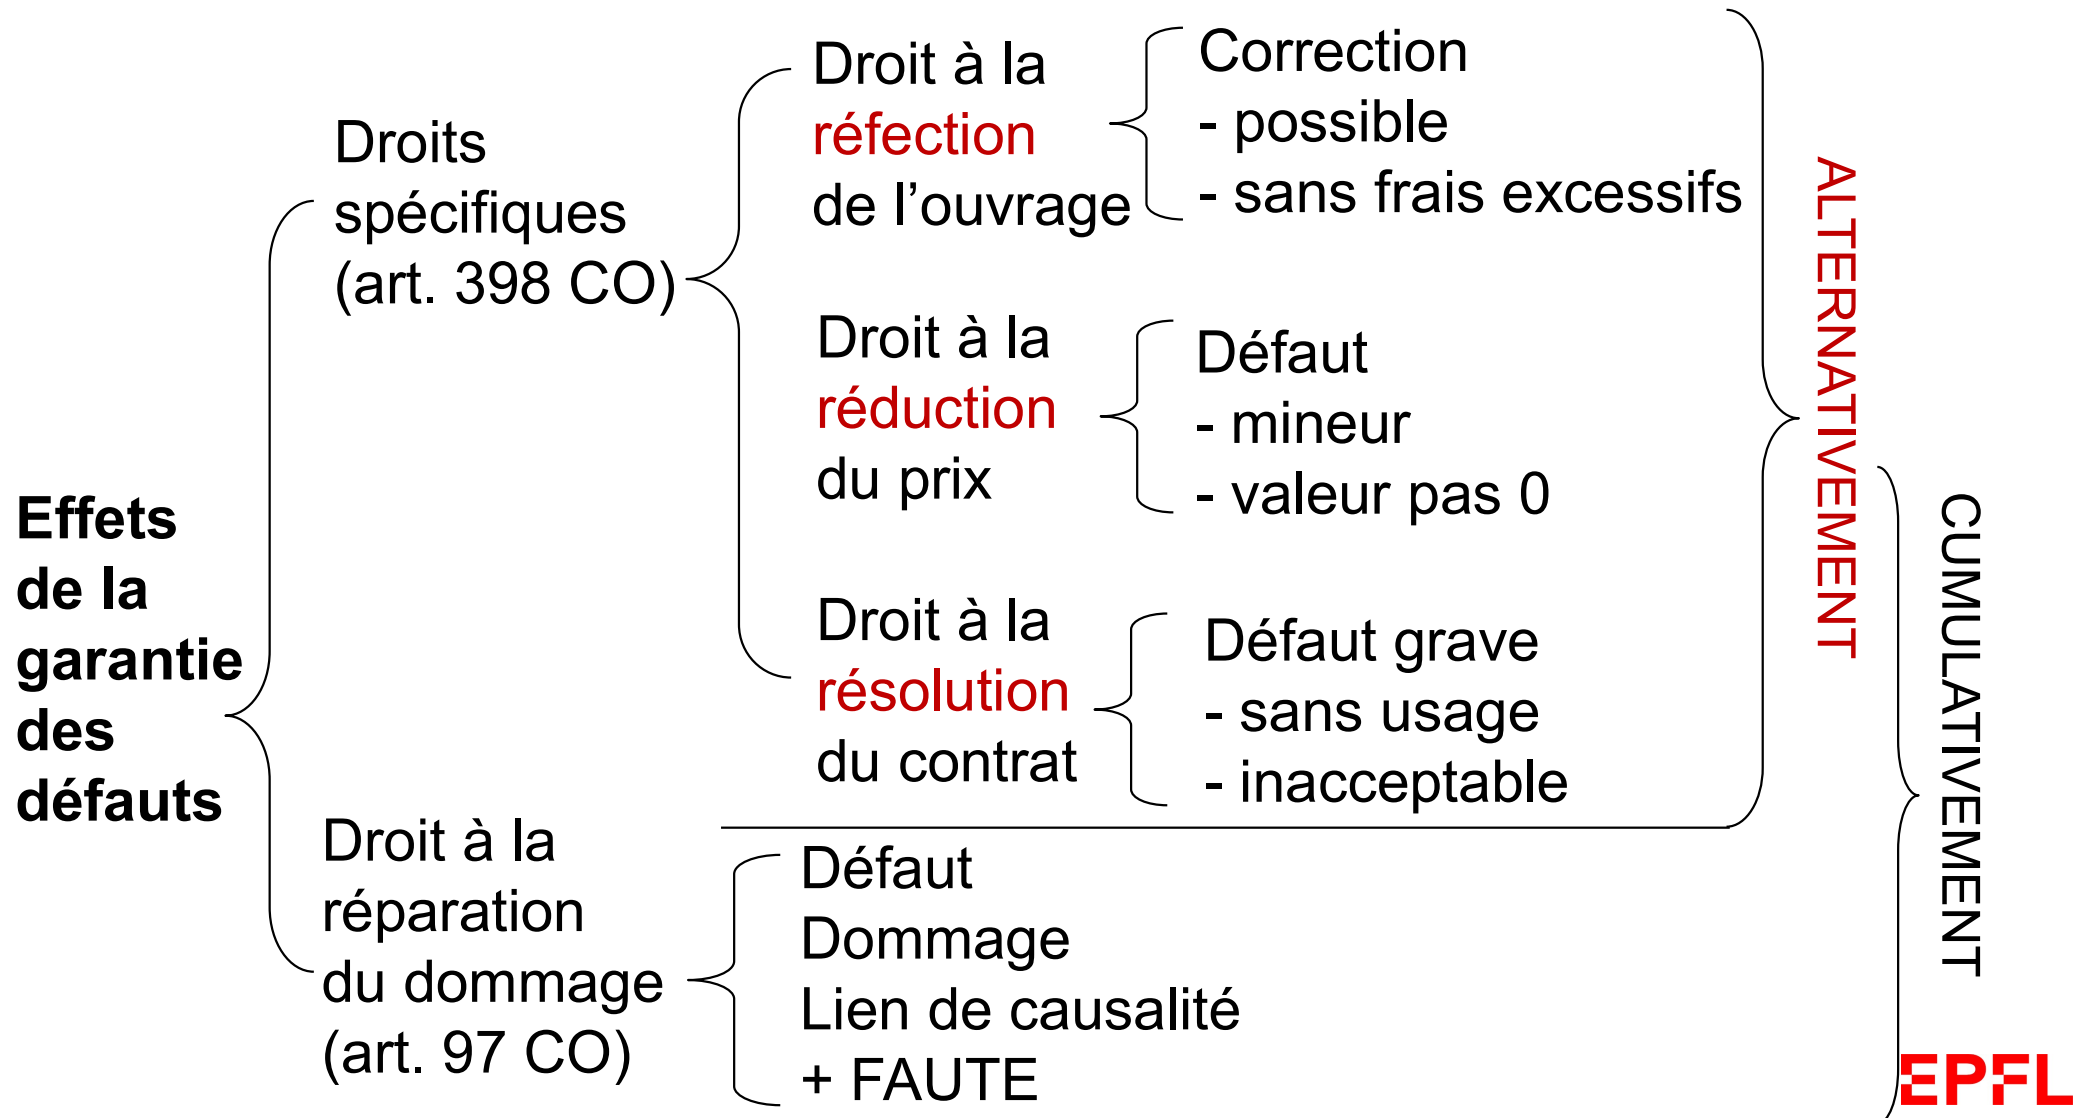 Effets
de la
garantie
des
défauts
Droits
spécifiques
(art. 398 CO)
Droit à la
réfection
de l’ouvrage
Correction
- possible
- sans frais excessifs
Droit à la
réduction
du prix
Défaut
- mineur
- valeur pas 0
Droit à la
résolution
du contrat
Défaut grave
- sans usage
- inacceptable
ALTERNATIVEMENT
Droit à la
réparation
du dommage
(art. 97 CO)
Défaut
Dommage
Lien de causalité
+ FAUTE
CUMULATIVEMENT
EPFL